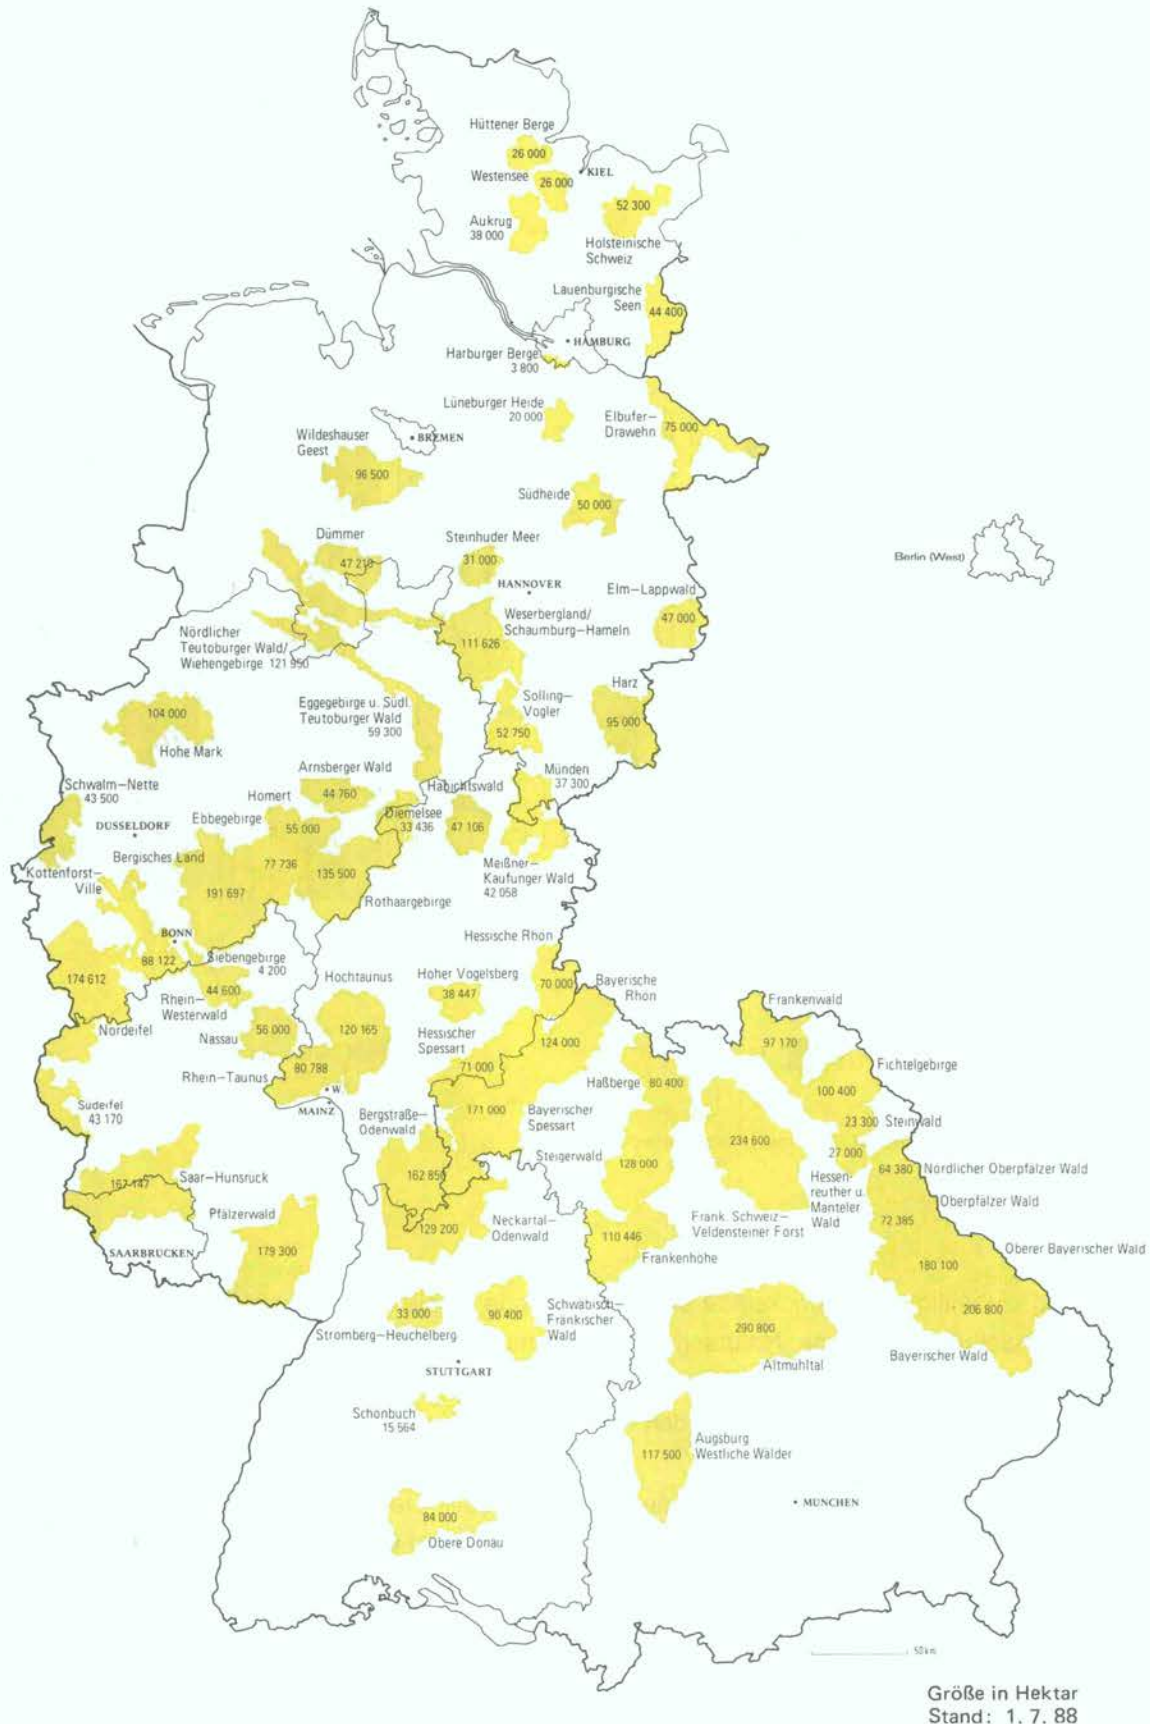 Hüttener Berge
26 000
Westensee
26 000
KIEL
Aukrug
38 000
52 300
Holsteinische
Schweiz
Lauenburgische
Seen
44 400
HAMBURG
Harburger Berge
3 800
Lüneburger Heide
20 000
Elbufer—
Drawehn
75 000
BREMEN
Wildeshauser
Geest
96 500
Südheide
50 000
Dümmer
47 210
Steinhuder Meer
31 000
HANNOVER
Berlin (West)
Elm—Lappwald
47 000
Weserbergland/
Schaumburg—Hameln
111 626
Nördlicher
Teutoburger Wald/
Wiehengebirge 121 950
Eggegebirge u. Südl.
Teutoburger Wald
59 300
Solling—
Vogler
52 750
Harz
95 000
104 000
Hohe Mark
Münden
37 300
Arnsberger Wald
44 760
Habichtswald
47 106
Schwalm—Nette
43 500
Homert
55 000
Diemelsee
33 436
DÜSSELDORF
Ebbegebirge
77 736
Bergisches Land
191 697
135 500
Rothaargebirge
Meißner—
Kaufunger Wald
42 058
Kottenforst—
Ville
88 122
BONN
Siebengebirge
4 200
174 612
Nordeifel
44 600
Rhein—
Westerwald
Hessische Rhön
70 000
Hochtaunus
120 165
Hoher Vogelsberg
38 447
Bayerische
Rhön
124 000
Nassau
56 000
Hessischer
Spessart
71 000
Rhein—Taunus
80 788
W
MAINZ
Frankenwald
97 170
Fichtelgebirge
100 400
Haßberge
80 400
Südeifel
43 170
Bergstraße—
Odenwald
162 850
171 000
Bayerischer
Spessart
234 600
23 300
Steinwald
Steigerwald
128 000
27 000
Hessen-
reuther u.
Manteler
Wald
64 380
Nördlicher Oberpfälzer Wald
Saar—Hunsrück
167 147
Oberpfälzer Wald
72 385
Pfälzerwald
179 300
Neckartal—
Odenwald
129 200
Frank. Schweiz—
Veldensteiner Forst
110 446
Frankenhöhe
Oberer Bayerischer Wald
180 100
SAARBRÜCKEN
206 800
Bayerischer Wald
33 000
Stromberg—Heuchelberg
90 400
Schwäbisch—
Fränkischer
Wald
290 800
Altmühltal
STUTTGART
Schönbuch
15 564
Augsburg
Westliche Wälder
117 500
MÜNCHEN
84 000
Obere Donau
50 km
Größe in Hektar
Stand: 1. 7. 88